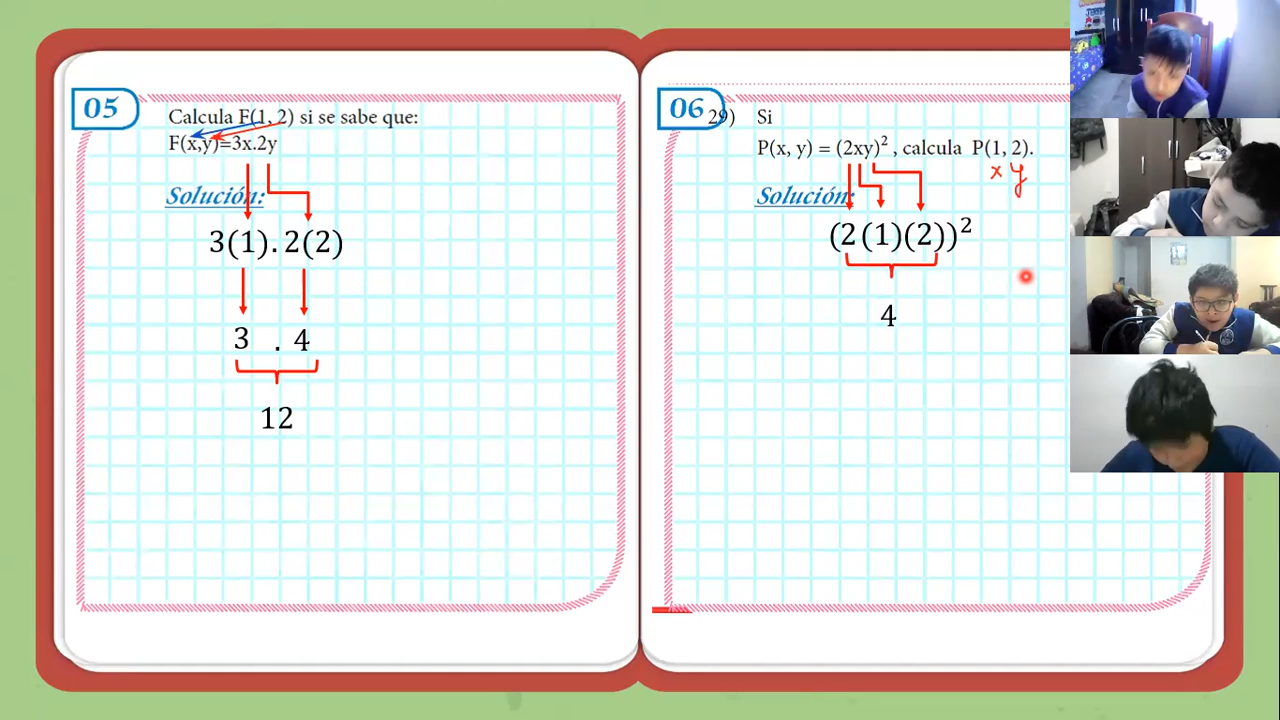 05
Calcula F(1, 2) si se sabe que:
F(x,y)=3x.2y
Solución:
3(1).2(2)
3 . 4
12
06
29) Si
P(x, y) = (2xy)², calcula P(1, 2).
x y
Solución:
(2(1)(2))²
4